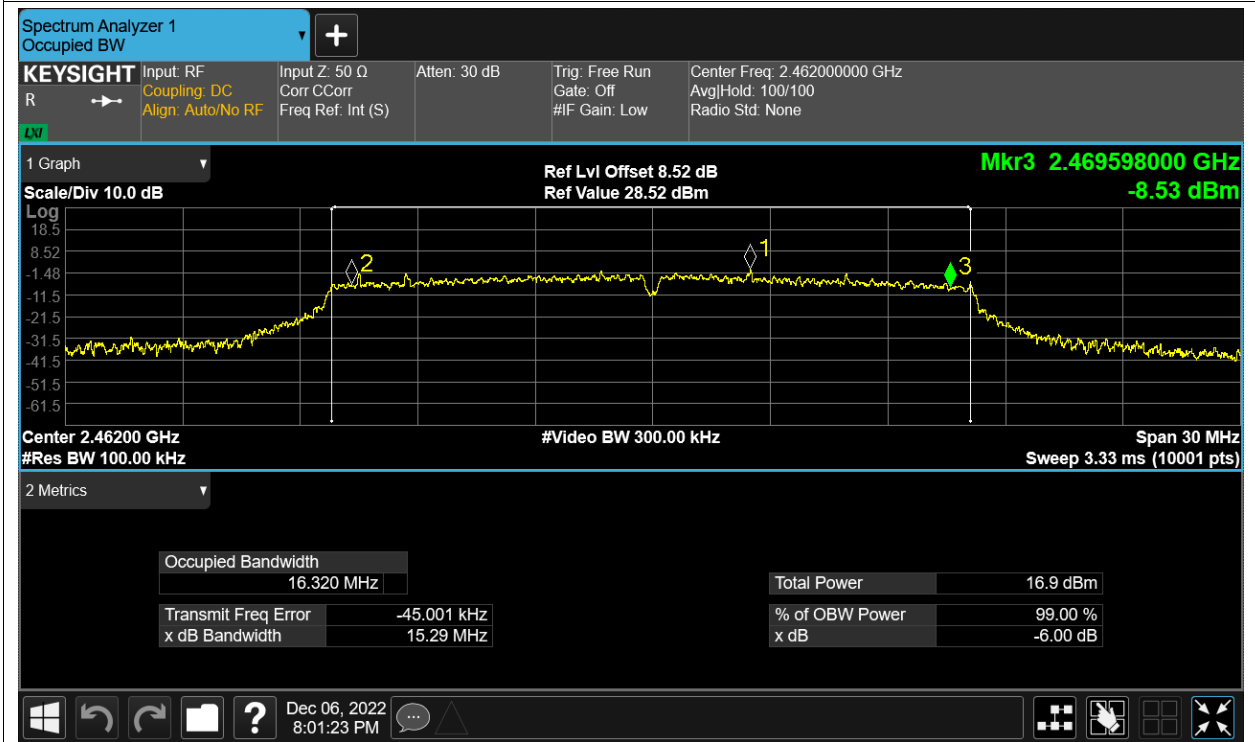 Spectrum Analyzer 1
Occupied BW
+
KEYSIGHT
R
LXI
Input: RF
Coupling: DC
Align: Auto/No RF
Input Z: 50 Ω
Corr CCorr
Freq Ref: Int (S)
Atten: 30 dB
Trig: Free Run
Gate: Off
#IF Gain: Low
Center Freq: 2.462000000 GHz
Avg|Hold: 100/100
Radio Std: None
1 Graph
Scale/Div 10.0 dB
Ref Lvl Offset 8.52 dB
Ref Value 28.52 dBm
Mkr3 2.469598000 GHz
-8.53 dBm
Log
18.5
8.52
-1.48
-11.5
-21.5
-31.5
-41.5
-51.5
-61.5
2
1
3
Center 2.46200 GHz
#Res BW 100.00 kHz
#Video BW 300.00 kHz
Span 30 MHz
Sweep 3.33 ms (10001 pts)
2 Metrics
Occupied Bandwidth
16.320 MHz
Transmit Freq Error -45.001 kHz
x dB Bandwidth 15.29 MHz
Total Power 16.9 dBm
% of OBW Power 99.00 %
x dB -6.00 dB
?
Dec 06, 2022
8:01:23 PM